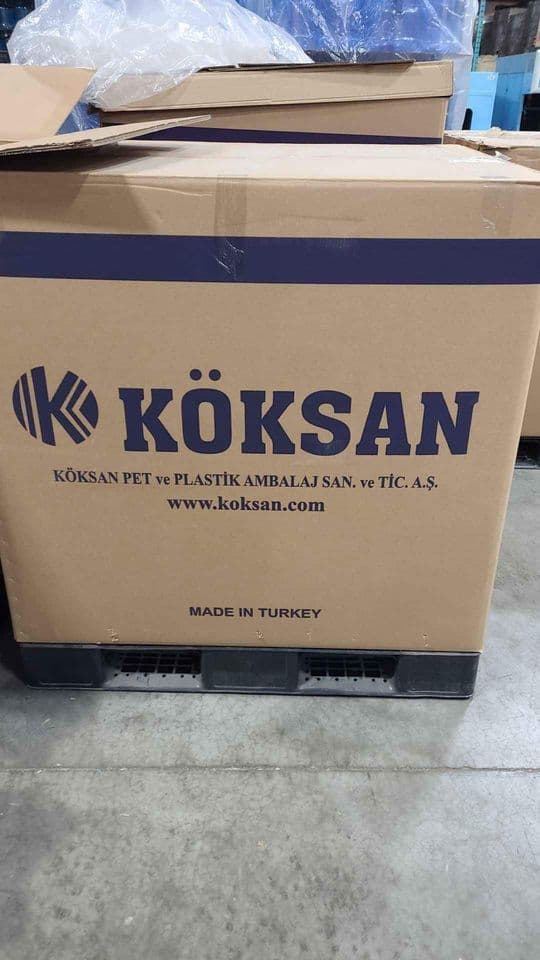 KÖKSAN
KÖKSAN PET ve PLASTİK AMBALAJ SAN. ve TİC. A.Ş.
www.koksan.com
MADE IN TURKEY